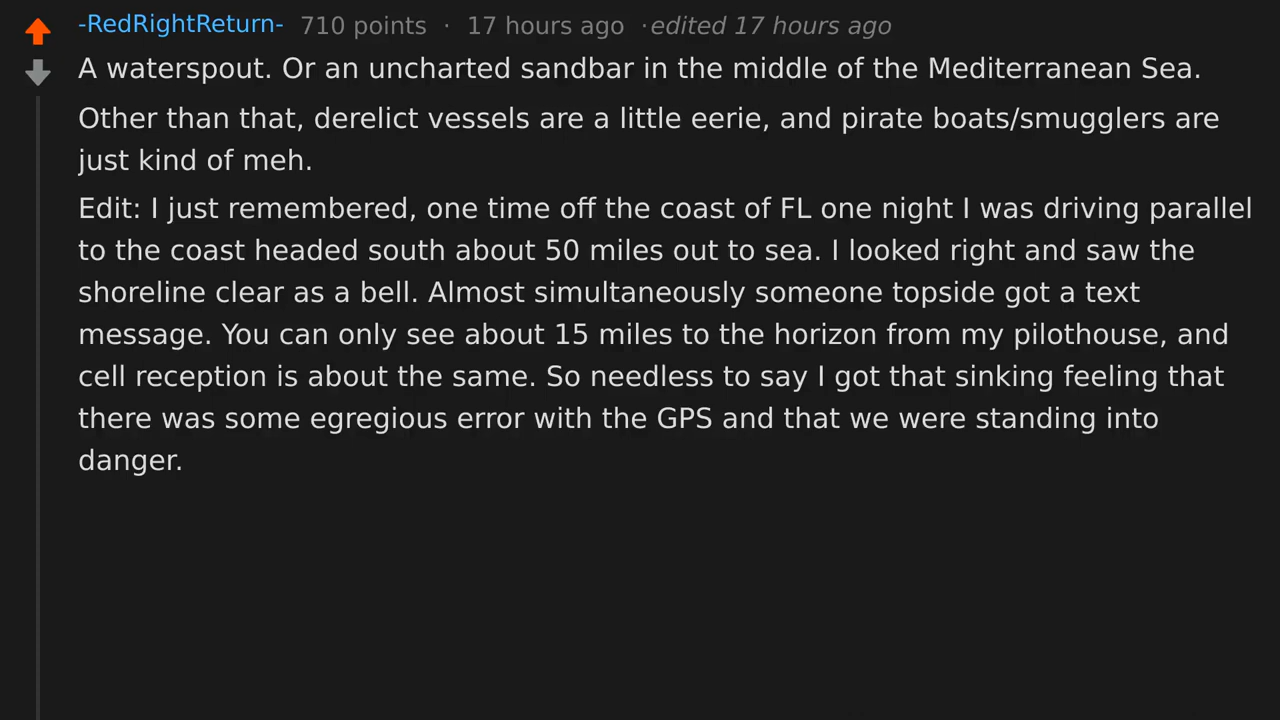 -RedRightReturn- 710 points · 17 hours ago · edited 17 hours ago
A waterspout. Or an uncharted sandbar in the middle of the Mediterranean Sea.
Other than that, derelict vessels are a little eerie, and pirate boats/smugglers are
just kind of meh.
Edit: I just remembered, one time off the coast of FL one night I was driving parallel
to the coast headed south about 50 miles out to sea. I looked right and saw the
shoreline clear as a bell. Almost simultaneously someone topside got a text
message. You can only see about 15 miles to the horizon from my pilothouse, and
cell reception is about the same. So needless to say I got that sinking feeling that
there was some egregious error with the GPS and that we were standing into
danger.